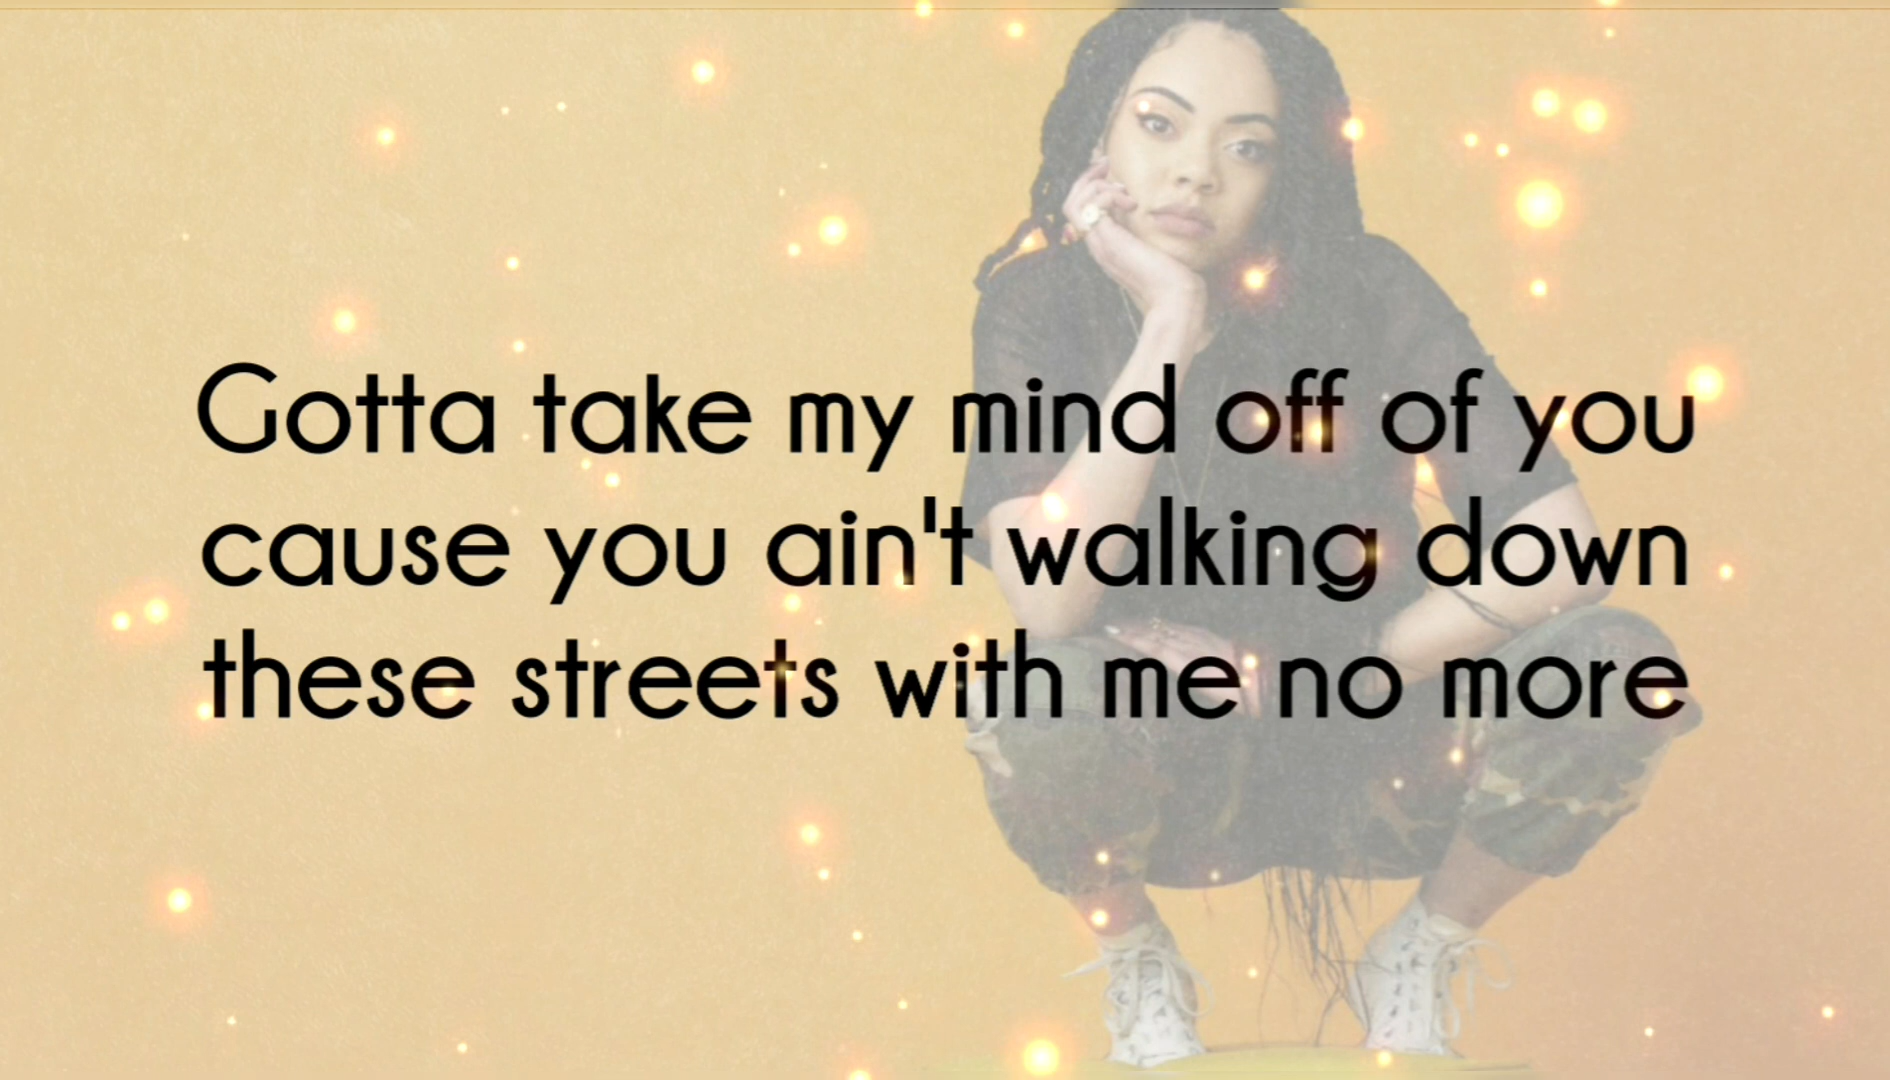 Gotta take my mind off of you
cause you ain't walking down
these streets with me no more